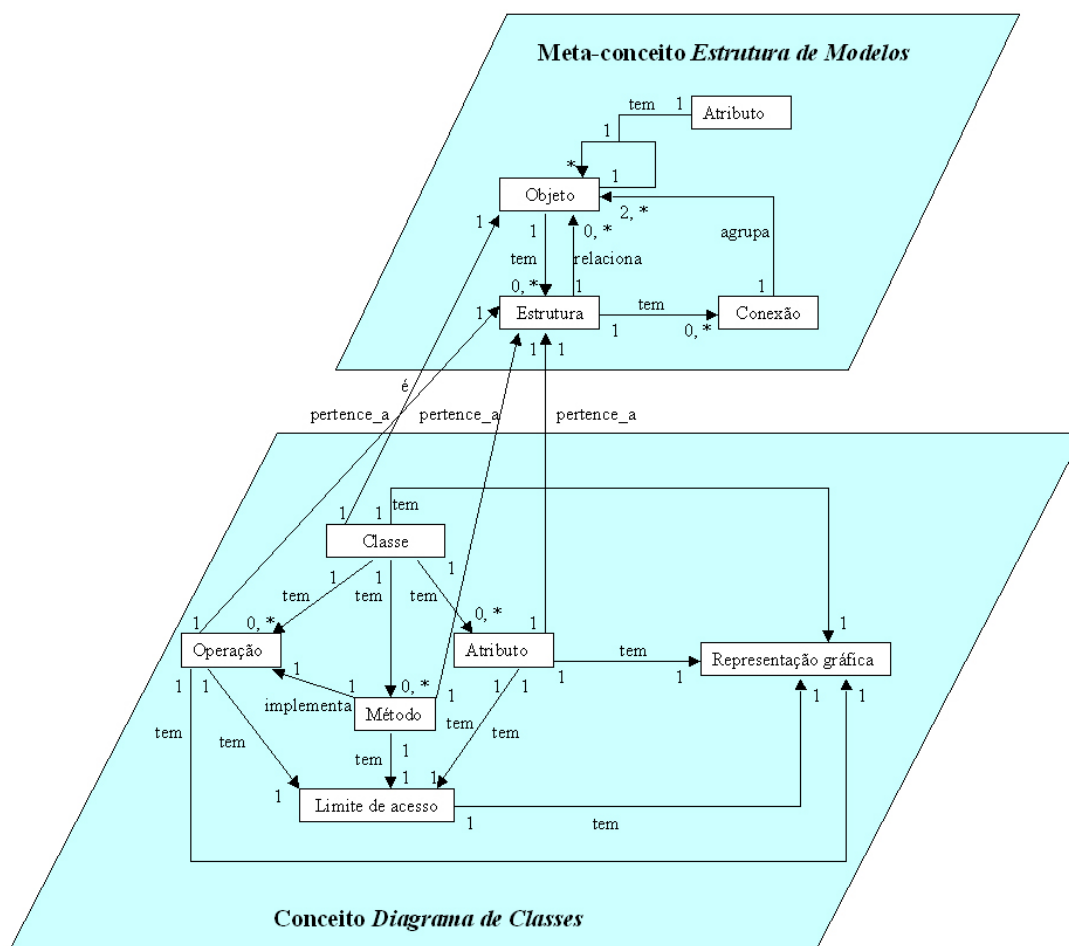 Meta-conceito Estrutura de Modelos
tem 1
Atributo
1
*
1
Objeto
1
1
2, *
0, *
tem
relaciona
agrupa
0, *
1
1
1
Estrutura
tem
Conexão
1
0, *
1
1
é
pertence_a
pertence_a
pertence_a
1
1
tem
Classe
1
1
1
tem
tem
tem
1
0, *
0, *
1
1
Operação
Atributo
tem
Representação gráfica
1
1
1
1
0, *
1
1
1
1
1
1
1
implementa
Método
tem
tem
tem
1
tem
1
1
1
1
Limite de acesso
1
tem
Conceito Diagrama de Classes